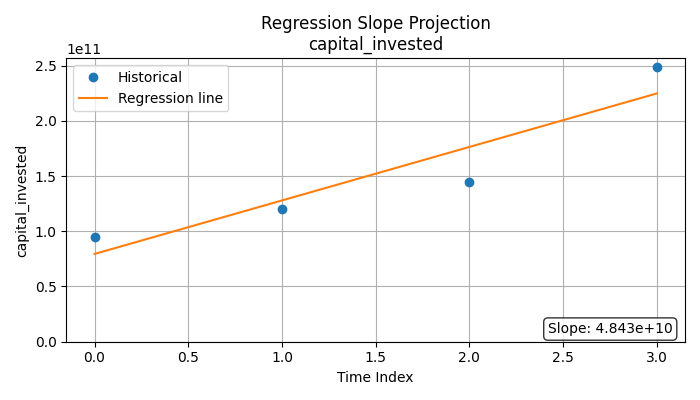 Regression Slope Projection
capital_invested
1e11
Historical
Regression line
2.5
2.0
1.5
1.0
0.5
0.0
capital_invested
Slope: 4.843e+10
0.0 0.5 1.0 1.5 2.0 2.5 3.0
Time Index